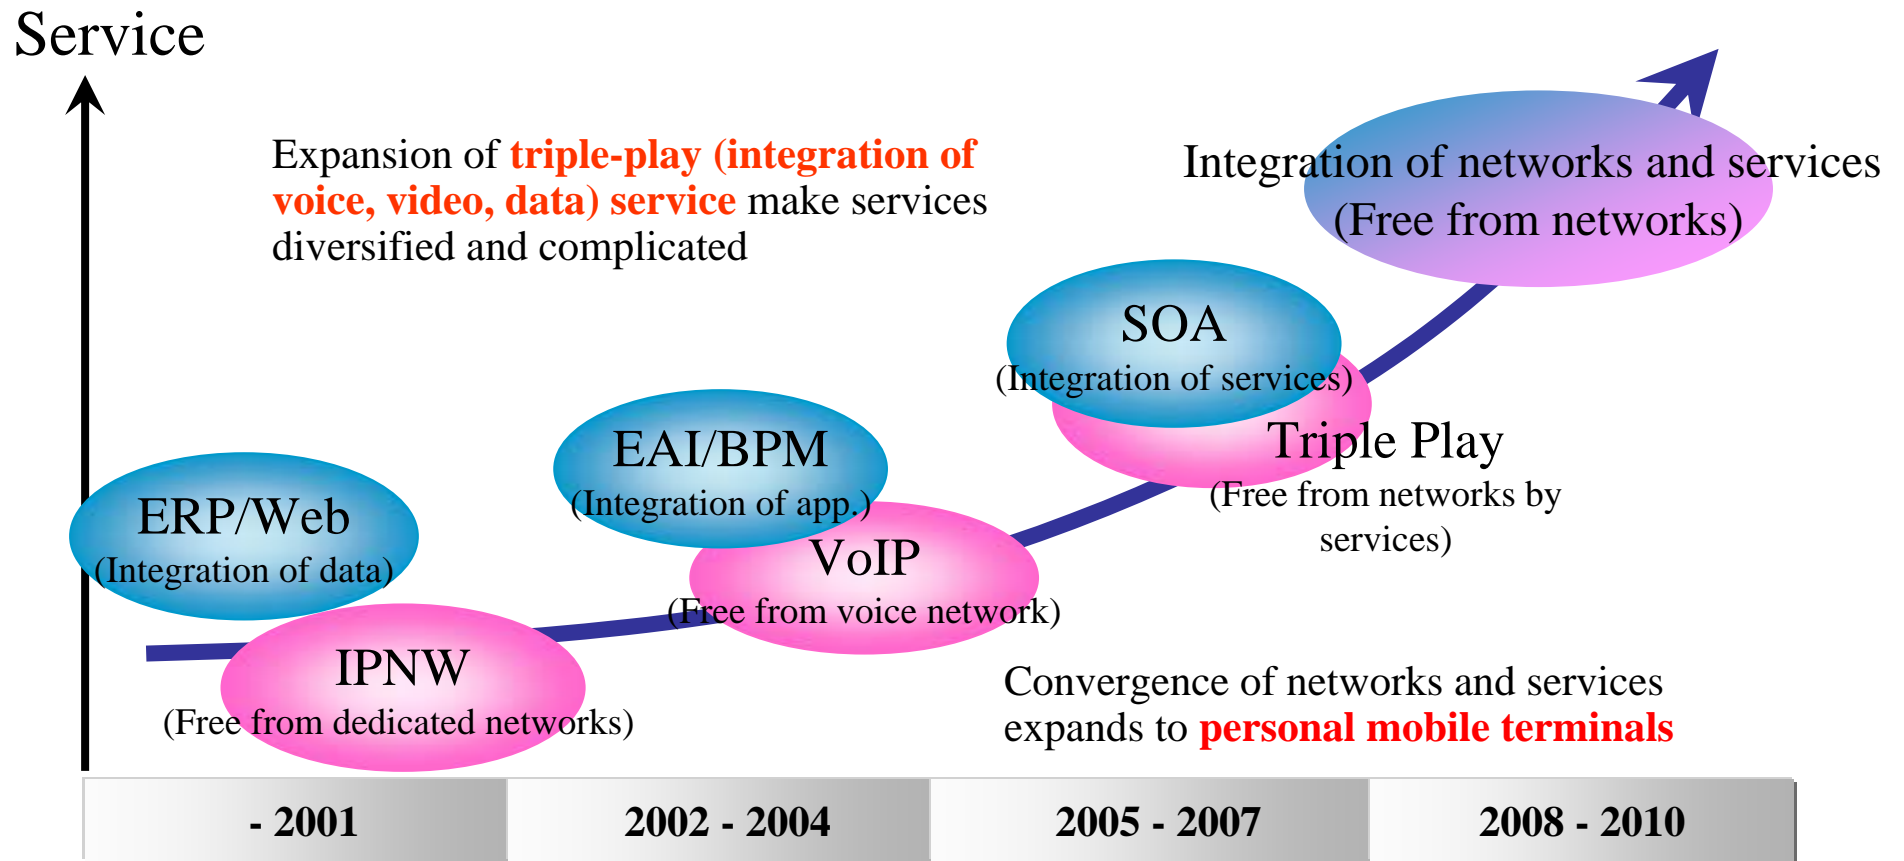 Service
Expansion of triple-play (integration of
voice, video, data) service make services
diversified and complicated
Integration of networks and services
(Free from networks)
SOA
(Integration of services)
Triple Play
(Free from networks by
services)
EAI/BPM
(Integration of app.)
VoIP
(Free from voice network)
ERP/Web
(Integration of data)
IPNW
(Free from dedicated networks)
Convergence of networks and services
expands to personal mobile terminals
- 2001
2002 - 2004
2005 - 2007
2008 - 2010